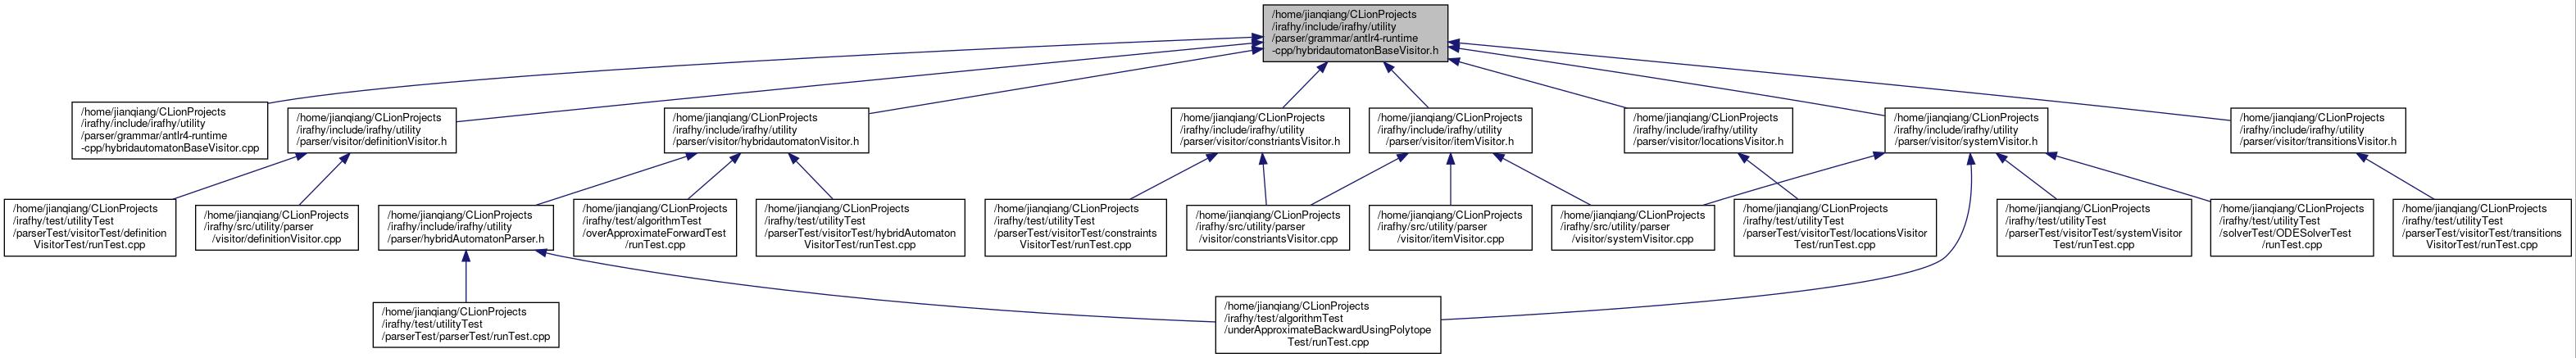 /home/jianqiang/CLionProjects
/irafhy/include/irafhy/utility
/parser/grammar/antlr4-runtime
-cpp/hybridautomatonBaseVisitor.h
/home/jianqiang/CLionProjects
/irafhy/include/irafhy/utility
/parser/grammar/antlr4-runtime
-cpp/hybridautomatonBaseVisitor.cpp
/home/jianqiang/CLionProjects
/irafhy/include/irafhy/utility
/parser/visitor/definitionVisitor.h
/home/jianqiang/CLionProjects
/irafhy/include/irafhy/utility
/parser/visitor/hybridautomatonVisitor.h
/home/jianqiang/CLionProjects
/irafhy/include/irafhy/utility
/parser/visitor/constriantsVisitor.h
/home/jianqiang/CLionProjects
/irafhy/include/irafhy/utility
/parser/visitor/itemVisitor.h
/home/jianqiang/CLionProjects
/irafhy/include/irafhy/utility
/parser/visitor/locationsVisitor.h
/home/jianqiang/CLionProjects
/irafhy/include/irafhy/utility
/parser/visitor/systemVisitor.h
/home/jianqiang/CLionProjects
/irafhy/include/irafhy/utility
/parser/visitor/transitionsVisitor.h
/home/jianqiang/CLionProjects
/irafhy/test/utilityTest
/parserTest/visitorTest/definition
VisitorTest/runTest.cpp
/home/jianqiang/CLionProjects
/irafhy/src/utility/parser
/visitor/definitionVisitor.cpp
/home/jianqiang/CLionProjects
/irafhy/include/irafhy/utility
/parser/hybridAutomatonParser.h
/home/jianqiang/CLionProjects
/irafhy/test/algorithmTest
/overApproximateForwardTest
/runTest.cpp
/home/jianqiang/CLionProjects
/irafhy/test/utilityTest
/parserTest/visitorTest/hybridAutomaton
VisitorTest/runTest.cpp
/home/jianqiang/CLionProjects
/irafhy/test/utilityTest
/parserTest/visitorTest/constraints
VisitorTest/runTest.cpp
/home/jianqiang/CLionProjects
/irafhy/src/utility/parser
/visitor/constriantsVisitor.cpp
/home/jianqiang/CLionProjects
/irafhy/src/utility/parser
/visitor/itemVisitor.cpp
/home/jianqiang/CLionProjects
/irafhy/src/utility/parser
/visitor/systemVisitor.cpp
/home/jianqiang/CLionProjects
/irafhy/test/utilityTest
/parserTest/visitorTest/locationsVisitor
Test/runTest.cpp
/home/jianqiang/CLionProjects
/irafhy/test/utilityTest
/parserTest/visitorTest/systemVisitor
Test/runTest.cpp
/home/jianqiang/CLionProjects
/irafhy/test/utilityTest
/solverTest/ODESolverTest
/runTest.cpp
/home/jianqiang/CLionProjects
/irafhy/test/utilityTest
/parserTest/visitorTest/transitions
VisitorTest/runTest.cpp
/home/jianqiang/CLionProjects
/irafhy/test/utilityTest
/parserTest/parserTest/runTest.cpp
/home/jianqiang/CLionProjects
/irafhy/test/algorithmTest
/underApproximateBackwardUsingPolytope
Test/runTest.cpp